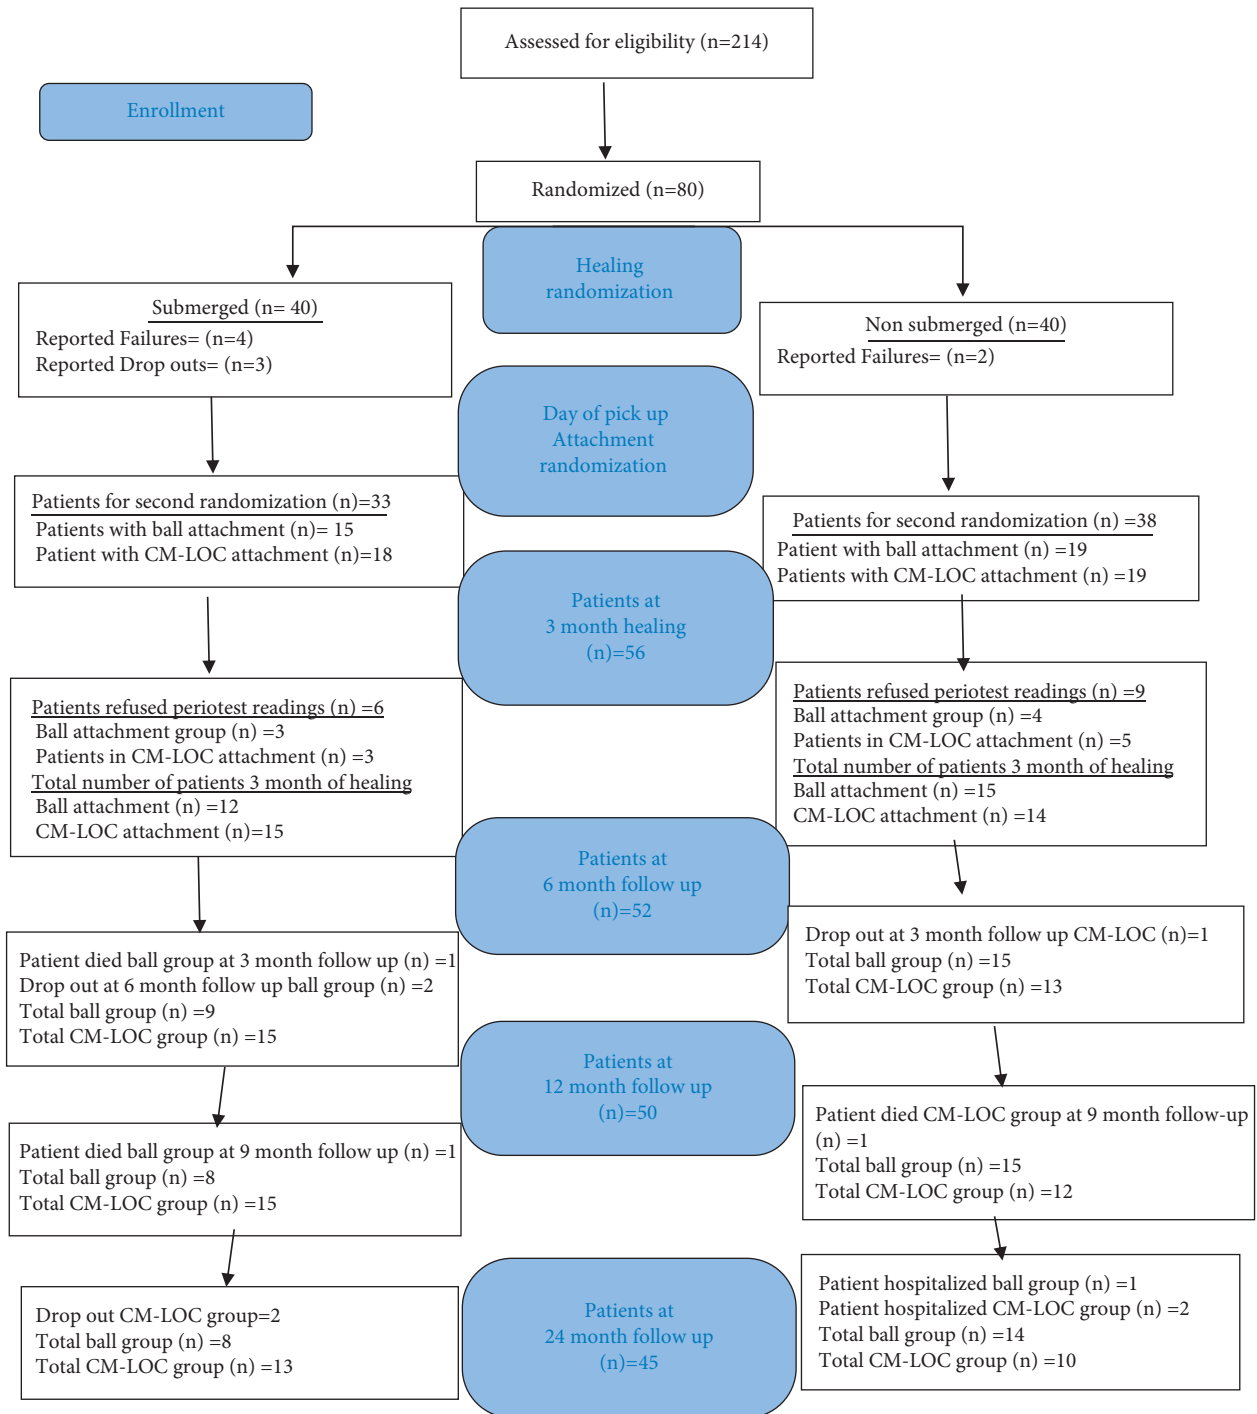 Assessed for eligibility (n=214)
Enrollment
Randomized (n=80)
Healing
randomization
Submerged (n= 40)
Reported Failures= (n=4)
Reported Drop outs= (n=3)
Non submerged (n=40)
Reported Failures= (n=2)
Day of pick up
Attachment
randomization
Patients for second randomization (n)=33
Patients with ball attachment (n)= 15
Patient with CM-LOC attachment (n)=18
Patients for second randomization (n) =38
Patient with ball attachment (n) =19
Patients with CM-LOC attachment (n) =19
Patients at
3 month healing
(n)=56
Patients refused periotest readings (n) =6
Ball attachment group (n) =3
Patients in CM-LOC attachment (n) =3
Total number of patients 3 month of healing
Ball attachment (n) =12
CM-LOC attachment (n)=15
Patients refused periotest readings (n) =9
Ball attachment group (n) =4
Patients in CM-LOC attachment (n) =5
Total number of patients 3 month of healing
Ball attachment (n) =15
CM-LOC attachment (n) =14
Patients at
6 month follow up
(n)=52
Patient died ball group at 3 month follow up (n) =1
Drop out at 6 month follow up ball group (n) =2
Total ball group (n) =9
Total CM-LOC group (n) =15
Drop out at 3 month follow up CM-LOC (n)=1
Total ball group (n) =15
Total CM-LOC group (n) =13
Patients at
12 month follow up
(n)=50
Patient died ball group at 9 month follow up (n) =1
Total ball group (n) =8
Total CM-LOC group (n) =15
Patient died CM-LOC group at 9 month follow-up
(n) =1
Total ball group (n) =15
Total CM-LOC group (n) =12
Patients at
24 month follow up
(n)=45
Drop out CM-LOC group=2
Total ball group (n) =8
Total CM-LOC group (n) =13
Patient hospitalized ball group (n) =1
Patient hospitalized CM-LOC group (n) =2
Total ball group (n) =14
Total CM-LOC group (n) =10